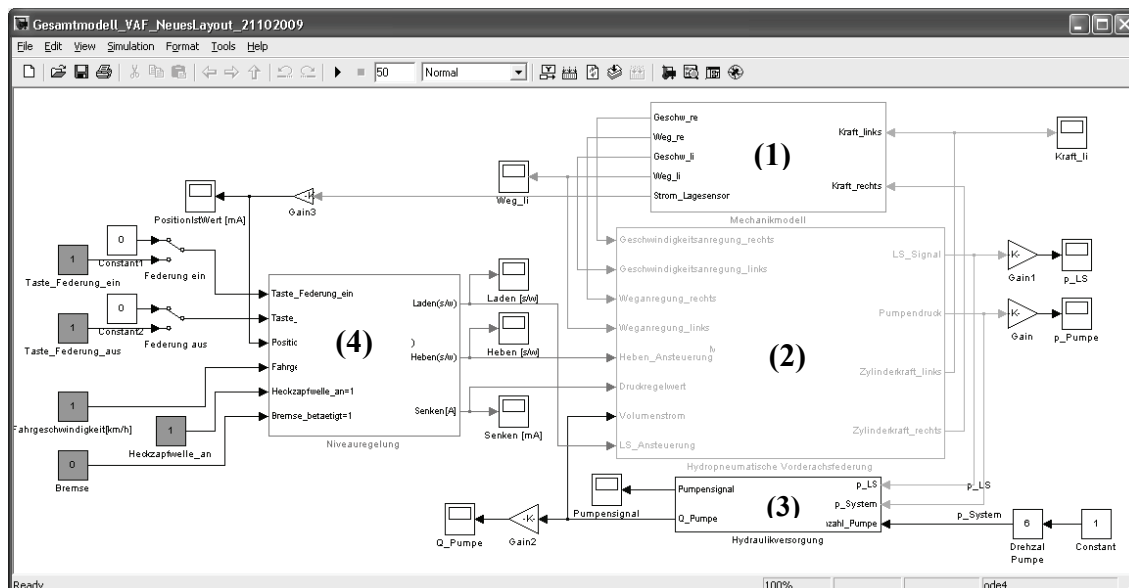 Gesamtmodell_VAF_NeuesLayout_21102009
File Edit View Simulation Format Tools Help
50 Normal
Geschw_re
Weg_re
Geschw_li
Weg_li
Strom_Lagesensor
(1)
Kraft_links
Kraft_rechts
Mechanikmodell
Kraft_li
Weg_li
PositionIstWert [mA]
-K-
Gain3
0
Constant1
1
Taste_Federung_ein
Federung ein
0
Constant2
1
Taste_Federung_aus
Federung aus
1
Fahrgeschwindigkeit[km/h]
1
Heckzapfwelle_an
0
Bremse
Taste_Federung_ein
Taste_
Positic
Fahrge
Heckzapfwelle_an=1
Bremse_betaetigt=1
(4)
Laden(s/w)
)
Heben(s/w)
Senken[A]
Niveauregelung
Laden [s/w]
Heben [s/w]
Senken [mA]
Geschwindigkeitsanregung_rechts
Geschwindigkeitsanregung_links
Weganregung_rechts
Weganregung_links
Heben_Ansteuerung
Druckregelwert
Volumenstrom
LS_Ansteuerung
(2)
LS_Signal
Pumpendruck
Zylinderkraft_links
Zylinderkraft_rechts
Hydropneumatische Vorderachsfederung
-K-
Gain1
p_LS
-K-
Gain
p_Pumpe
Pumpensignal
Q_Pumpe
(3)
p_LS
p_System
nzahl_Pumpe
Hydraulikversorgung
p_LS
p_System
6
Drehzal
Pumpe
1
Constant
Pumpensignal
-K-
Gain2
Q_Pumpe
Ready 100% ode4